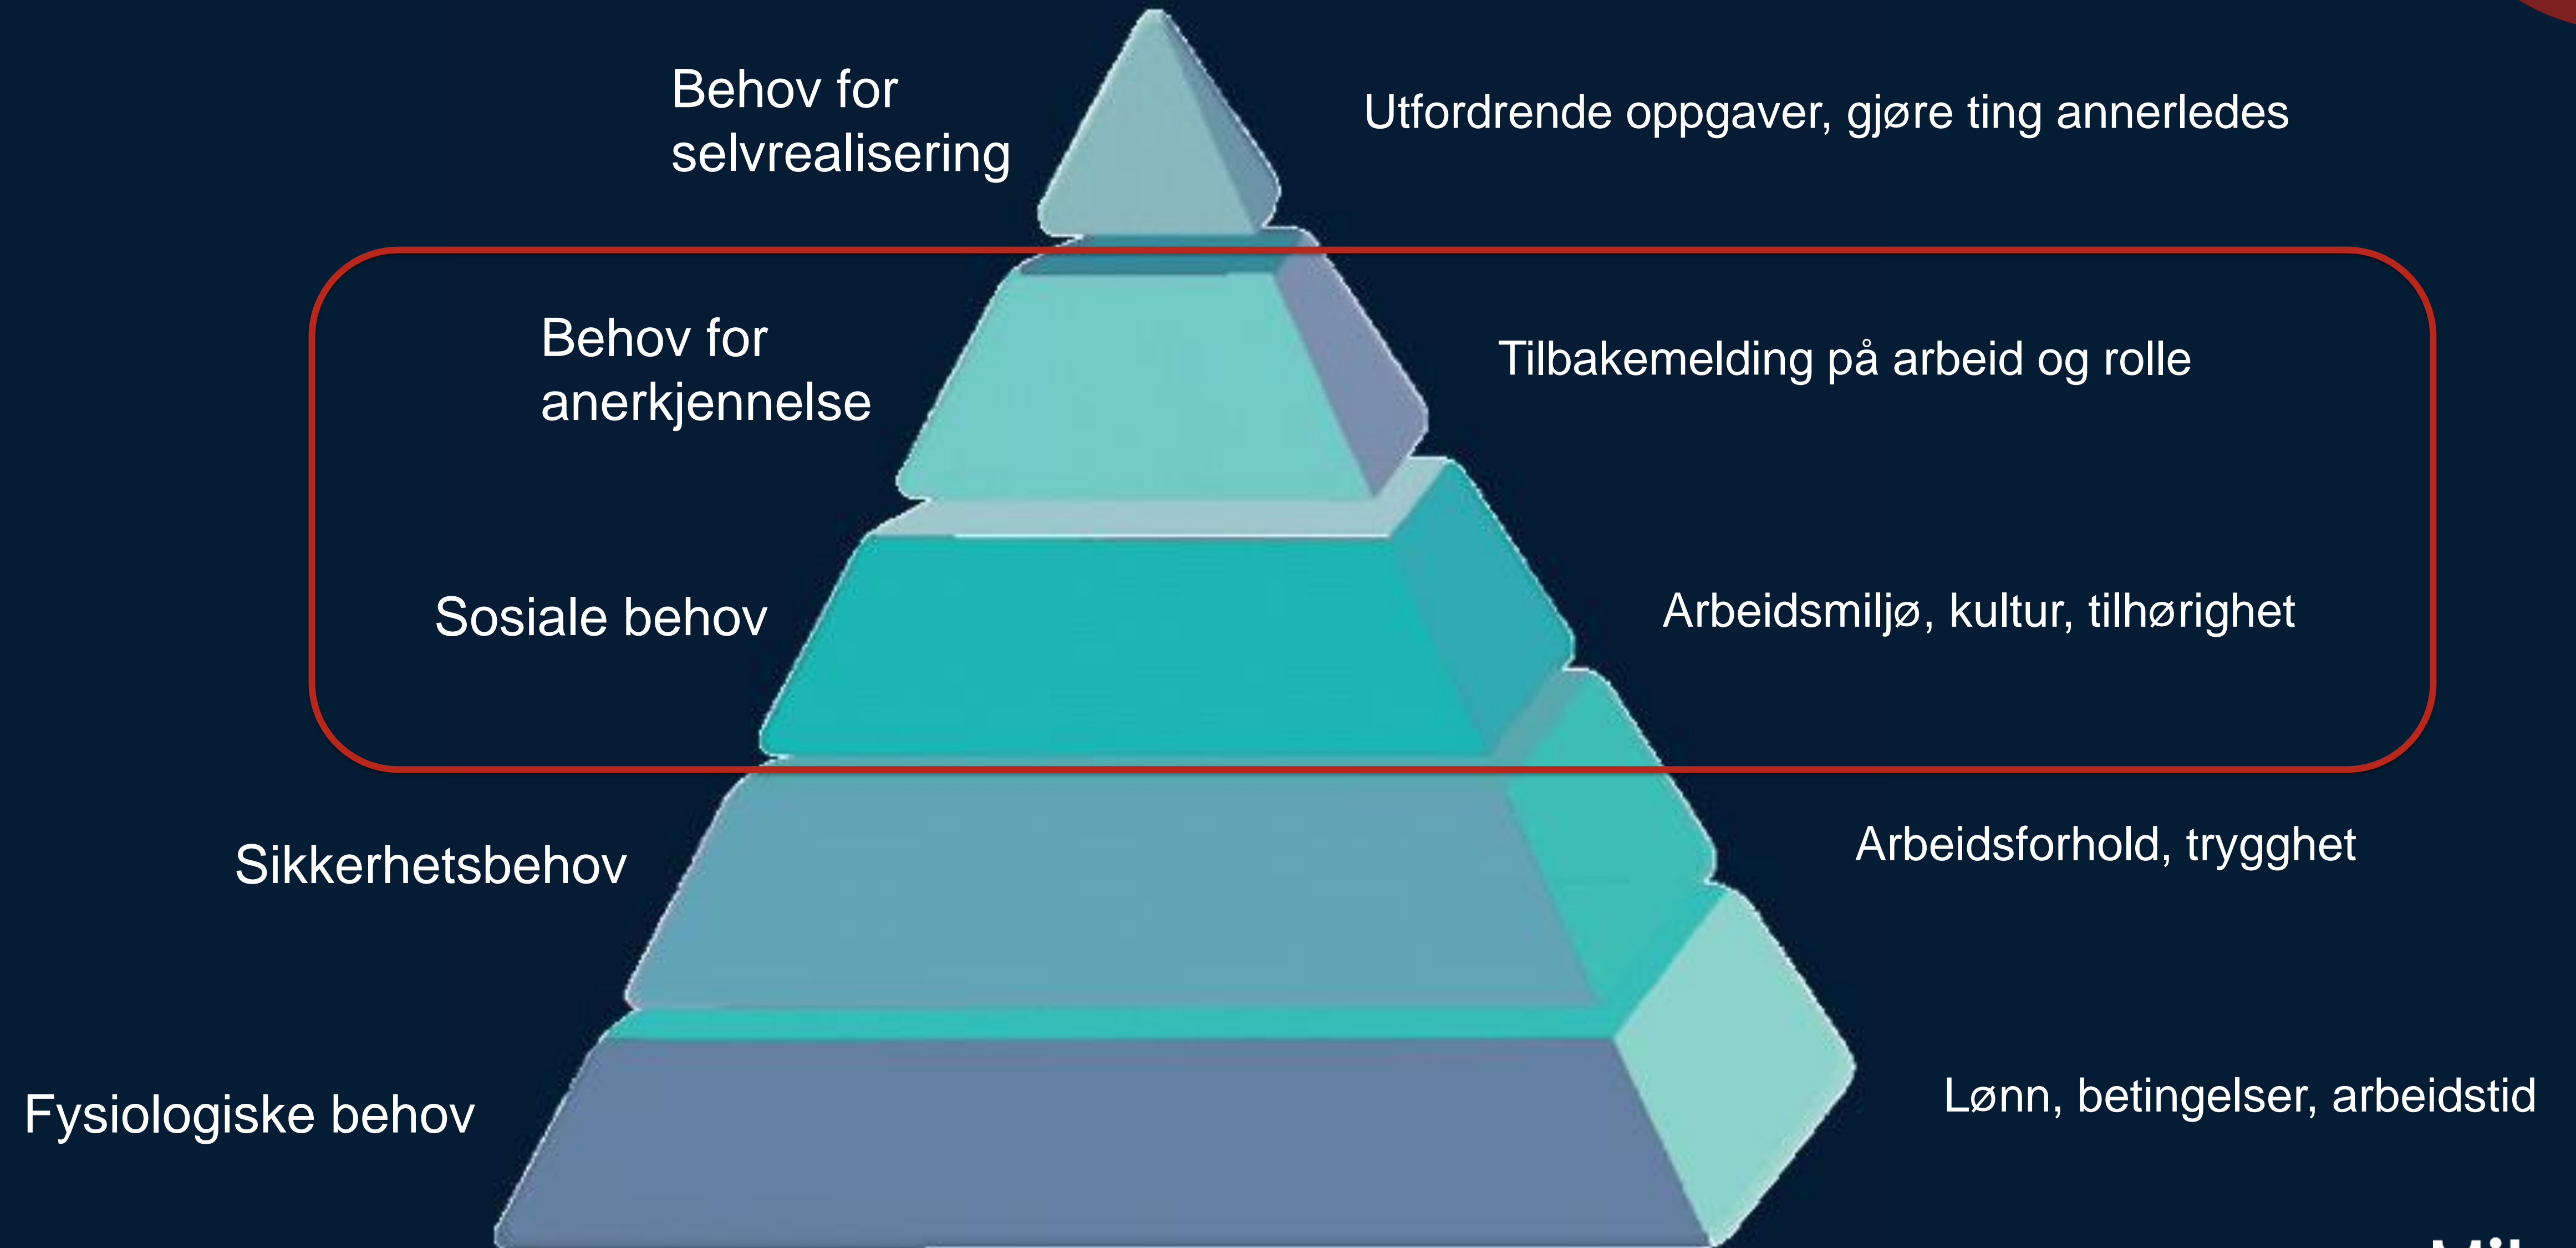 Behov for
selvrealisering
Utfordrende oppgaver, gjøre ting annerledes
Behov for
anerkjennelse
Tilbakemelding på arbeid og rolle
Sosiale behov
Arbeidsmiljø, kultur, tilhørighet
Sikkerhetsbehov
Arbeidsforhold, trygghet
Fysiologiske behov
Lønn, betingelser, arbeidstid